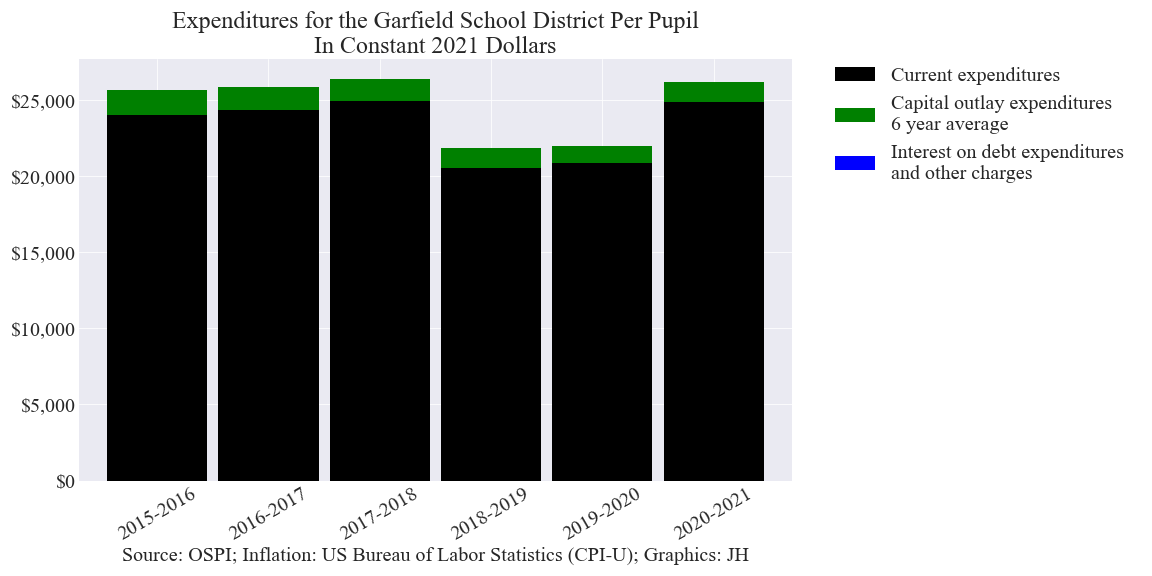 Expenditures for the Garfield School District Per Pupil
In Constant 2021 Dollars
Current expenditures
Capital outlay expenditures
6 year average
Interest on debt expenditures
and other charges
$25,000
$20,000
$15,000
$10,000
$5,000
$0
2015-2016
2016-2017
2017-2018
2018-2019
2019-2020
2020-2021
Source: OSPI; Inflation: US Bureau of Labor Statistics (CPI-U); Graphics: JH